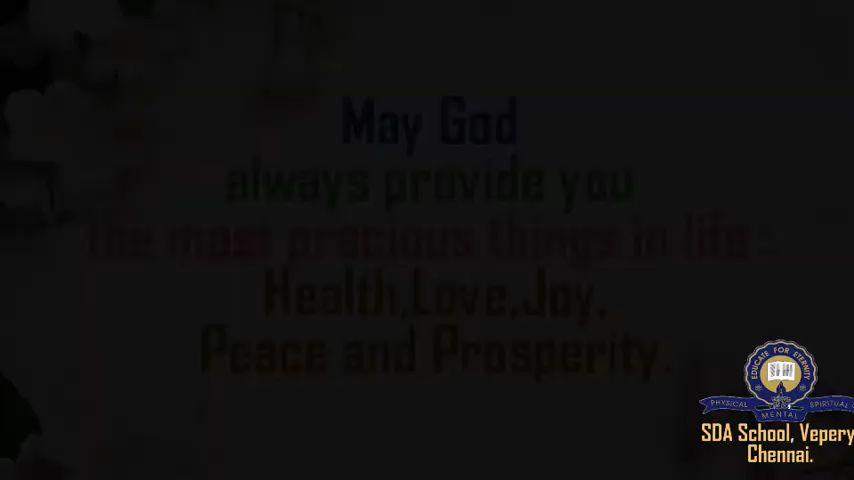 May God
always provide you
the most precious things in life :
Health,Love,Joy,
Peace and Prosperity.
EDUCATE FOR ETERNITY
PHYSICAL
MENTAL
SPIRITUAL
SDA School, Vepery
Chennai.